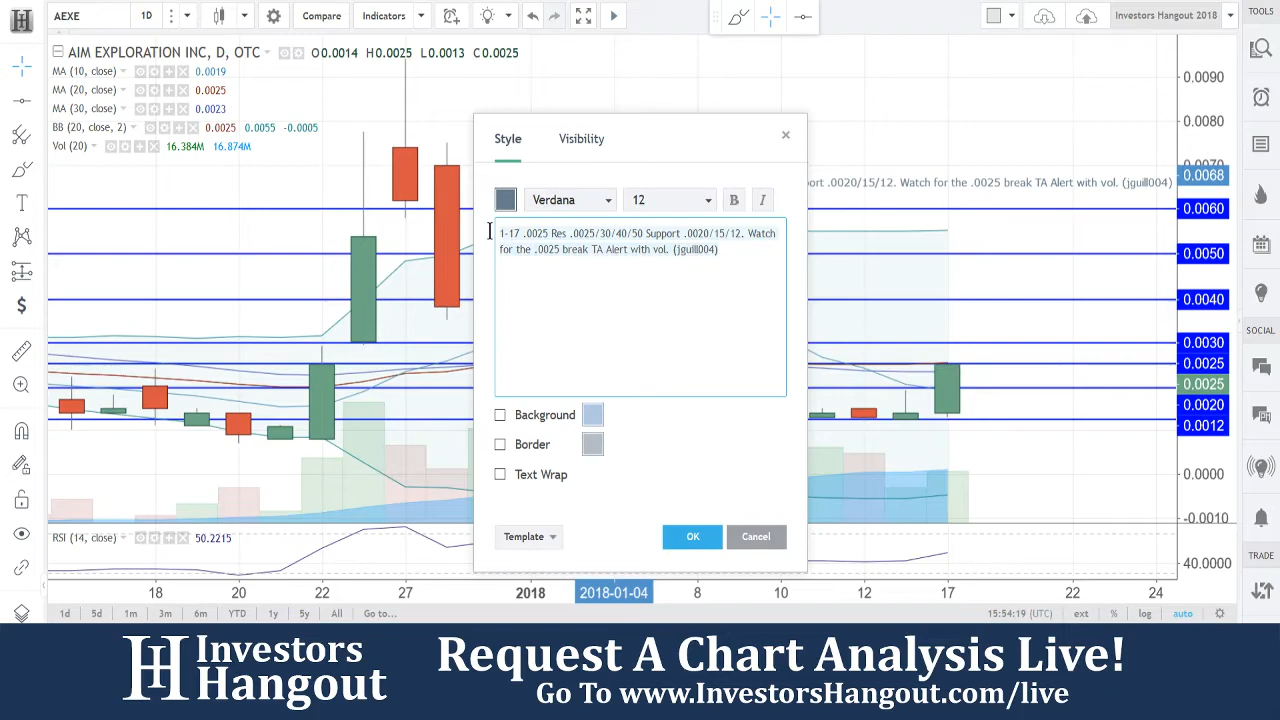 AEXE
1D
Compare
Indicators
Investors Hangout 2018
TOOLS
AIM EXPLORATION INC, D, OTC
O0.0014 H0.0025 L0.0013 C0.0025
MA (10, close) 0.0019
MA (20, close) 0.0025
MA (30, close) 0.0023
BB (20, close, 2) 0.0025 0.0055 -0.0005
Vol (20) 16.384M 16.874M
Style
Visibility
Verdana
12
B
I
1-17 .0025 Res .0025/30/40/50 Support .0020/15/12. Watch
for the .0025 break TA Alert with vol. (jguill004)
Background
Border
Text Wrap
Template
OK
Cancel
port .0020/15/12. Watch for the .0025 break TA Alert with vol. (jguill004)
0.0090
0.0080
0.0070
0.0068
0.0060
0.0050
0.0040
0.0030
0.0025
0.0025
0.0020
0.0012
0.0000
-0.0010
40.0000
SOCIAL
TRADE
RSI (14, close) 50.2215
18 20 22 27 2018 2018-01-04 8 10 12 17 22 24
1d 5d 1m 3m 6m YTD 1y 5y All Go to...
15:54:19 (UTC) ext % log auto
Investors
Hangout
Request A Chart Analysis Live!
Go To www.InvestorsHangout.com/live